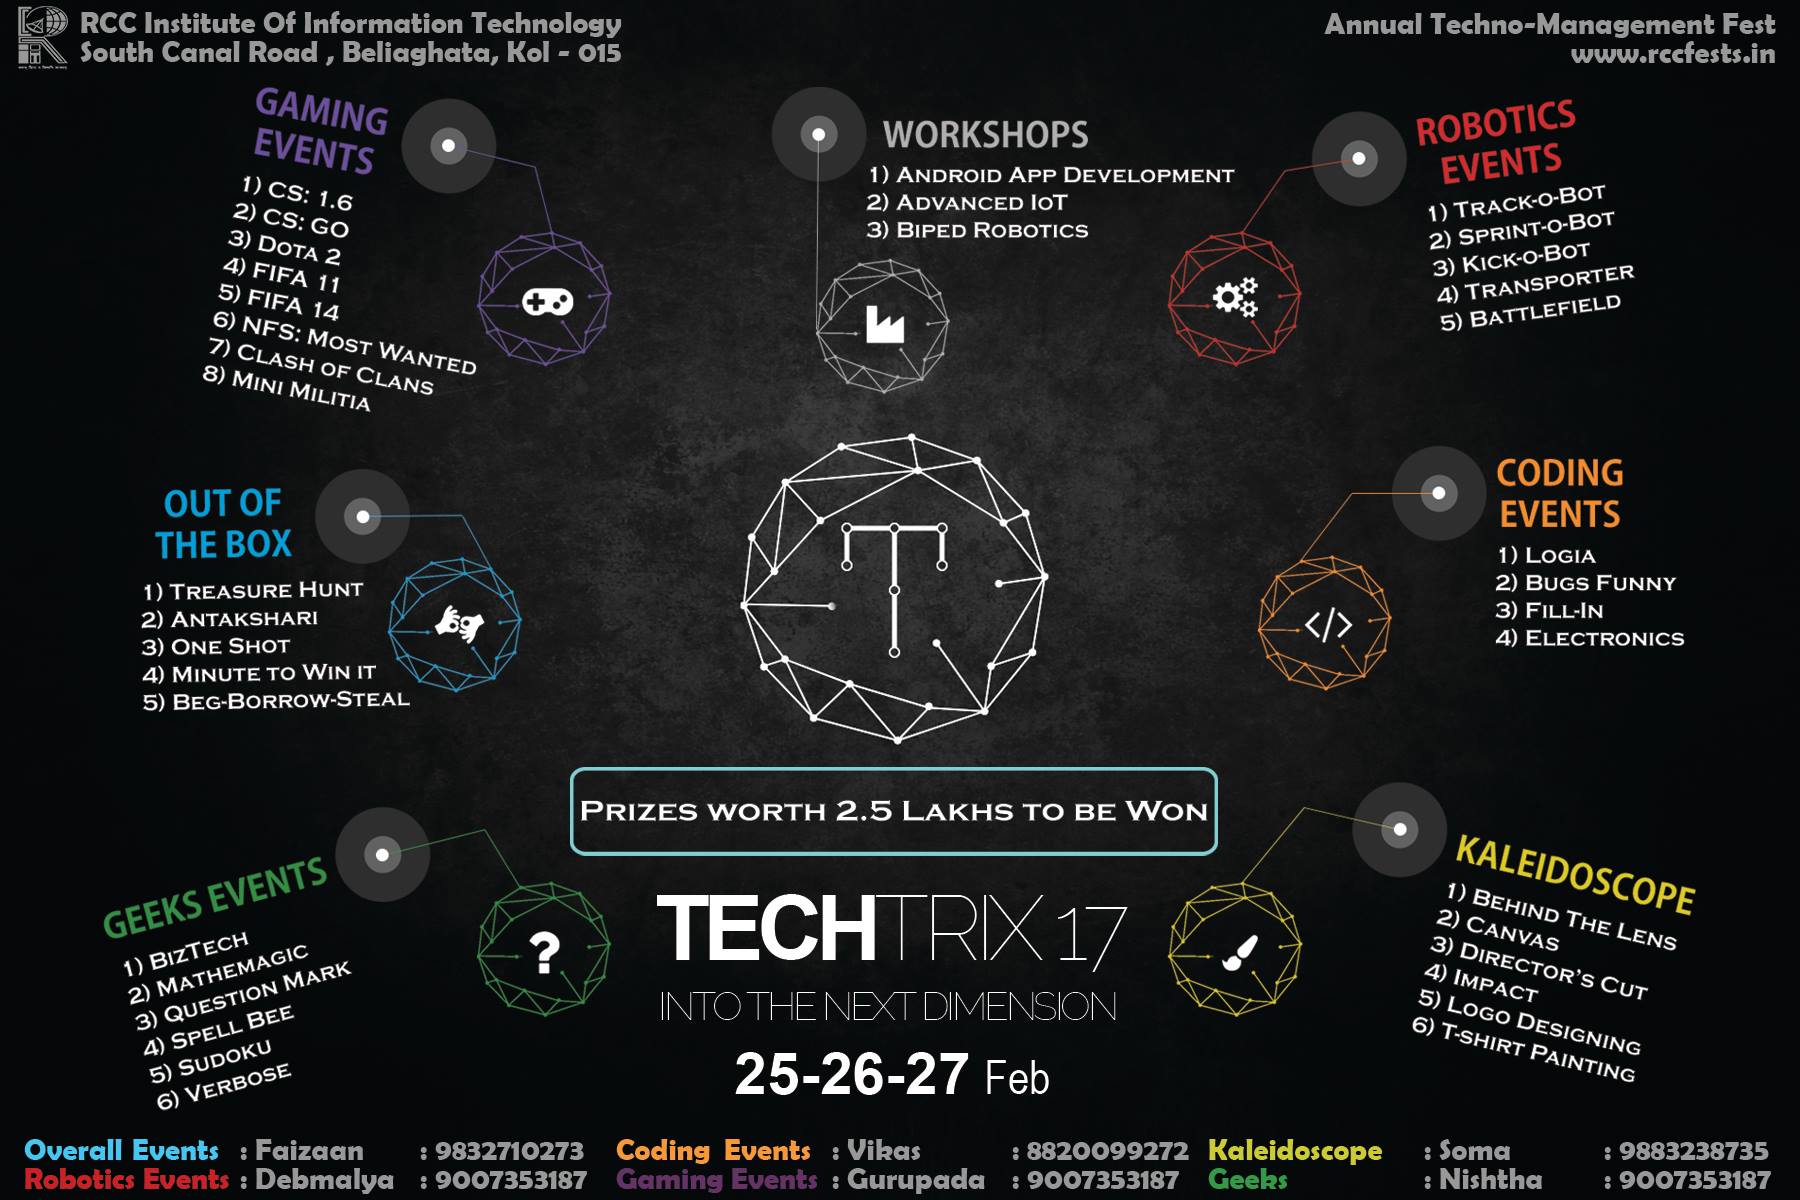 RCC Institute Of Information Technology
South Canal Road , Beliaghata, Kol - 015
Annual Techno-Management Fest
www.rccfests.in
GAMING
EVENTS
1) CS: 1.6
2) CS: GO
3) Dota 2
4) FIFA 11
5) FIFA 14
6) NFS: Most Wanted
7) Clash of Clans
8) Mini Militia
WORKSHOPS
1) Android App Development
2) Advanced IoT
3) Biped Robotics
ROBOTICS
EVENTS
1) Track-o-Bot
2) Sprint-o-Bot
3) Kick-o-Bot
4) Transporter
5) Battlefield
OUT OF
THE BOX
1) Treasure Hunt
2) Antakshari
3) One Shot
4) Minute to Win it
5) Beg-Borrow-Steal
CODING
EVENTS
1) Logia
2) Bugs Funny
3) Fill-In
4) Electronics
Prizes worth 2.5 Lakhs to be Won
GEEKS EVENTS
1) BizTech
2) Mathemagic
3) Question Mark
4) Spell Bee
5) Sudoku
6) Verbose
TECHTRIX 17
INTO THE NEXT DIMENSION
25-26-27 Feb
KALEIDOSCOPE
1) Behind The Lens
2) Canvas
3) Director's Cut
4) Impact
5) Logo Designing
6) T-shirt Painting
Overall Events : Faizaan : 9832710273 Coding Events : Vikas : 8820099272 Kaleidoscope : Soma : 9883238735
Robotics Events : Debmalya : 9007353187 Gaming Events : Gurupada : 9007353187 Geeks : Nishtha : 9007353187